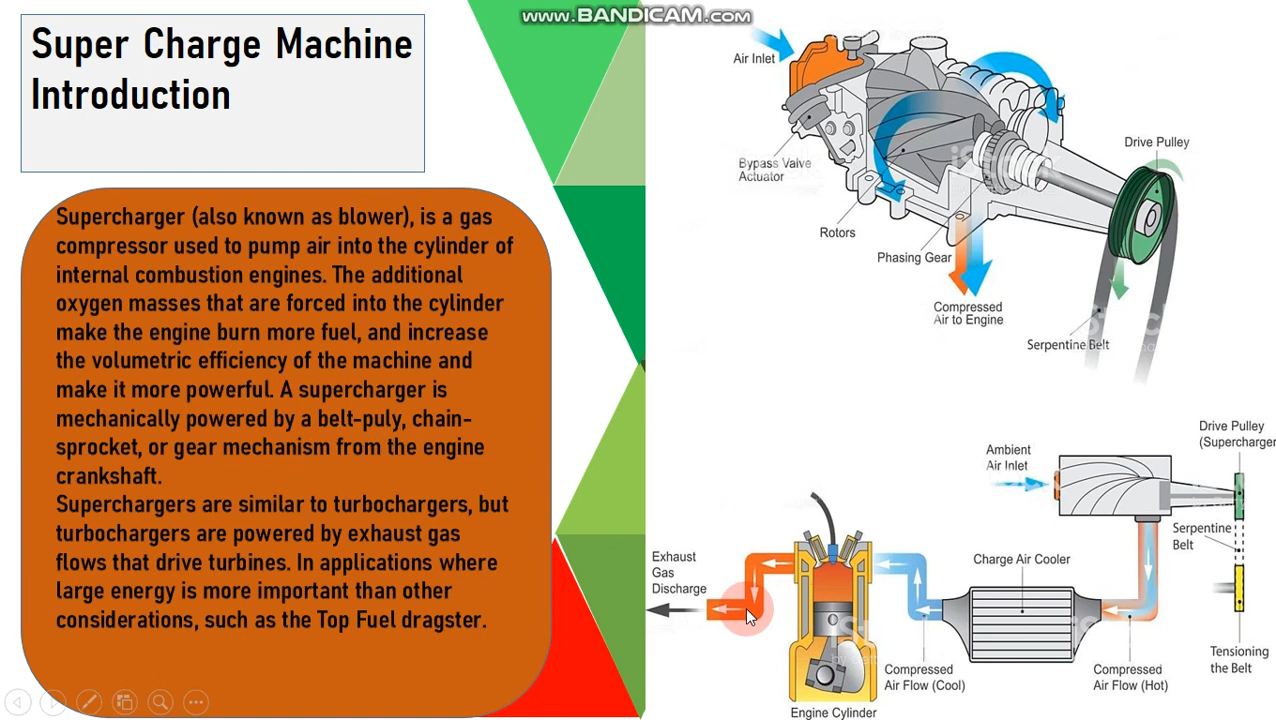 www.BANDICAM.com
Super Charge Machine
Introduction
Supercharger (also known as blower), is a gas
compressor used to pump air into the cylinder of
internal combustion engines. The additional
oxygen masses that are forced into the cylinder
make the engine burn more fuel, and increase
the volumetric efficiency of the machine and
make it more powerful. A supercharger is
mechanically powered by a belt-puly, chain-
sprocket, or gear mechanism from the engine
crankshaft.
Superchargers are similar to turbochargers, but
turbochargers are powered by exhaust gas
flows that drive turbines. In applications where
large energy is more important than other
considerations, such as the Top Fuel dragster.
Air Inlet
Bypass Valve
Actuator
Rotors
Phasing Gear
Compressed
Air to Engine
Drive Pulley
Serpentine Belt
iStock
Drive Pulley
(Supercharger
Ambient
Air Inlet
Serpentine
Belt
Charge Air Cooler
Exhaust
Gas
Discharge
Tensioning
the Belt
Compressed
Air Flow (Cool)
Compressed
Air Flow (Hot)
Engine Cylinder